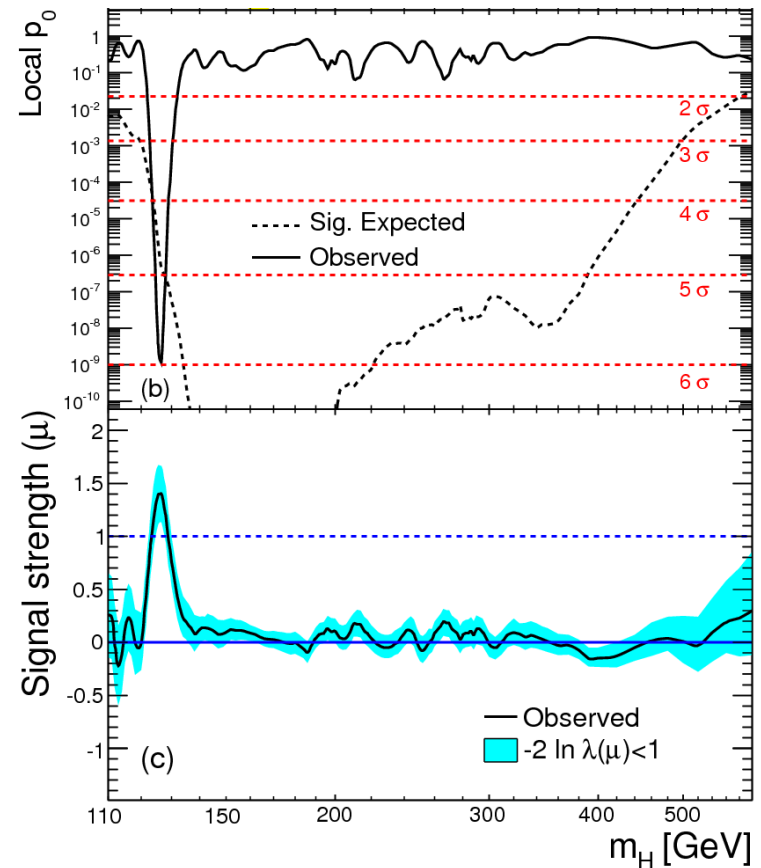 Local p₀
1
10⁻¹
10⁻²
10⁻³
10⁻⁴
10⁻⁵
10⁻⁶
10⁻⁷
10⁻⁸
10⁻⁹
10⁻¹⁰
2 σ
3 σ
4 σ
5 σ
6 σ
Sig. Expected
Observed
(b)
Signal strength (μ)
2
1.5
1
0.5
0
-0.5
-1
Observed
-2 ln λ(μ)<1
(c)
110 150 200 300 400 500
m_H [GeV]